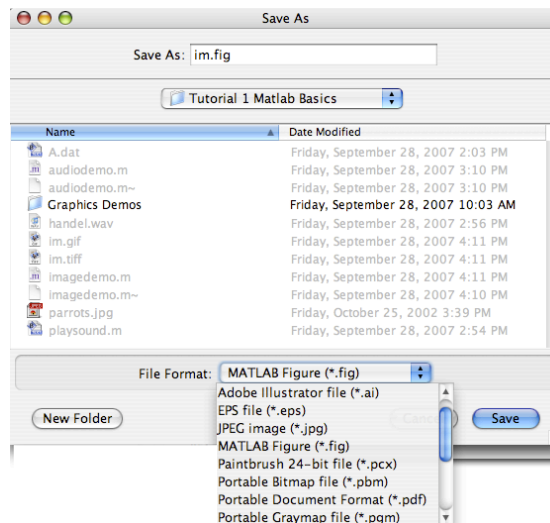 Save As
Save As: im.fig
Tutorial 1 Matlab Basics
Name Date Modified
A.dat Friday, September 28, 2007 2:03 PM
audiodemo.m Friday, September 28, 2007 3:10 PM
audiodemo.m~ Friday, September 28, 2007 3:10 PM
Graphics Demos Friday, September 28, 2007 10:03 AM
handel.wav Friday, September 28, 2007 2:56 PM
im.gif Friday, September 28, 2007 4:11 PM
im.tiff Friday, September 28, 2007 4:11 PM
imagedemo.m Friday, September 28, 2007 4:11 PM
imagedemo.m~ Friday, September 28, 2007 4:10 PM
parrots.jpg Friday, October 25, 2002 3:39 PM
playsound.m Friday, September 28, 2007 2:54 PM
File Format: MATLAB Figure (*.fig)
Adobe Illustrator file (*.ai)
EPS file (*.eps)
JPEG image (*.jpg)
MATLAB Figure (*.fig)
Paintbrush 24-bit file (*.pcx)
Portable Bitmap file (*.pbm)
Portable Document Format (*.pdf)
Portable Graymap file (*.pgm)
New Folder Save